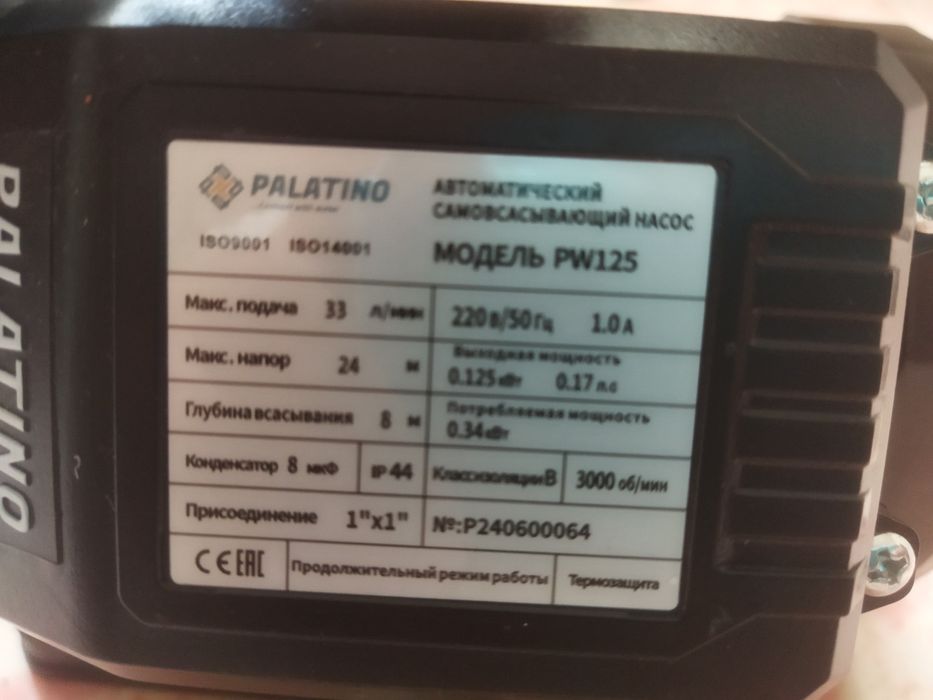 PALATINO
PALATINO
АВТОМАТИЧЕСКИЙ
САМОВСАСЫВАЮЩИЙ НАСОС
ISO9001 ISO14001
МОДЕЛЬ PW125
Макс. подача 33 л/мин
220 в/50 Гц 1.0 А
Макс. напор 24 м
Выходная мощность
0.125 кВт 0.17 л.с
Глубина всасывания 8 м
Потребляемая мощность
0.34 кВт
Конденсатор 8 мкФ IP 44
Класс изоляции B 3000 об/мин
Присоединение 1"x1"
№:P240600064
CE EAC
Продолжительный режим работы
Термозащита